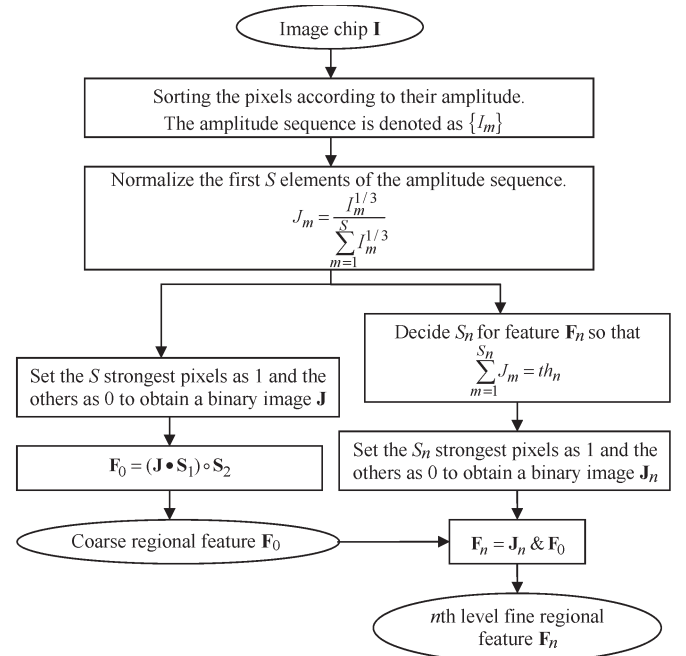 Image chip I
Sorting the pixels according to their amplitude.
The amplitude sequence is denoted as {I_m}
Normalize the first S elements of the amplitude sequence.
J_m = I_m^{1/3} / \sum_{m=1}^{S} I_m^{1/3}
Set the S strongest pixels as 1 and the
others as 0 to obtain a binary image J
F_0 = (J • S_1) ∘ S_2
Coarse regional feature F_0
Decide S_n for feature F_n so that
\sum_{m=1}^{S_n} J_m = th_n
Set the S_n strongest pixels as 1 and the
others as 0 to obtain a binary image J_n
F_n = J_n & F_0
nth level fine regional
feature F_n